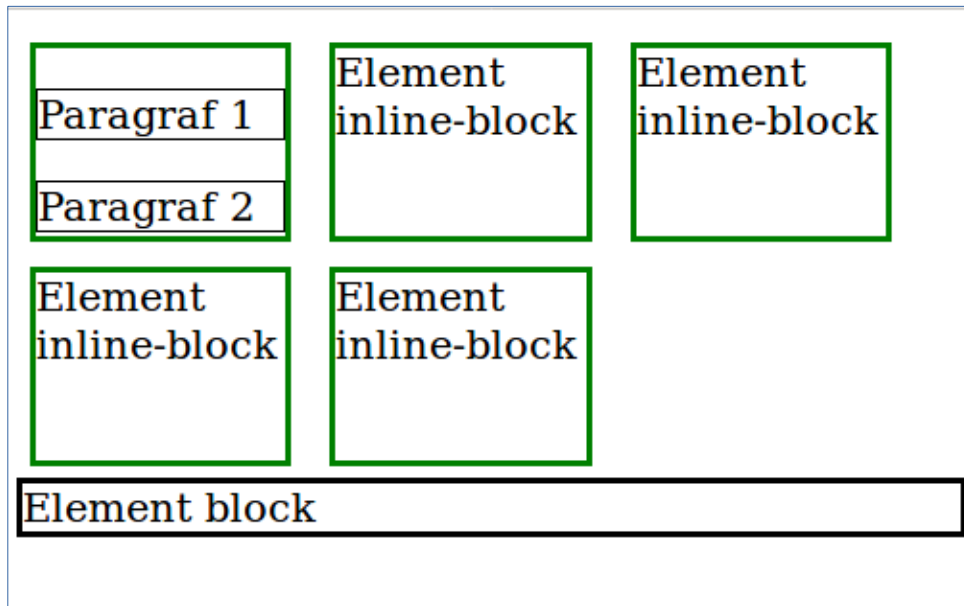 Paragraf 1
Paragraf 2
Element
inline-block
Element
inline-block
Element
inline-block
Element
inline-block
Element block